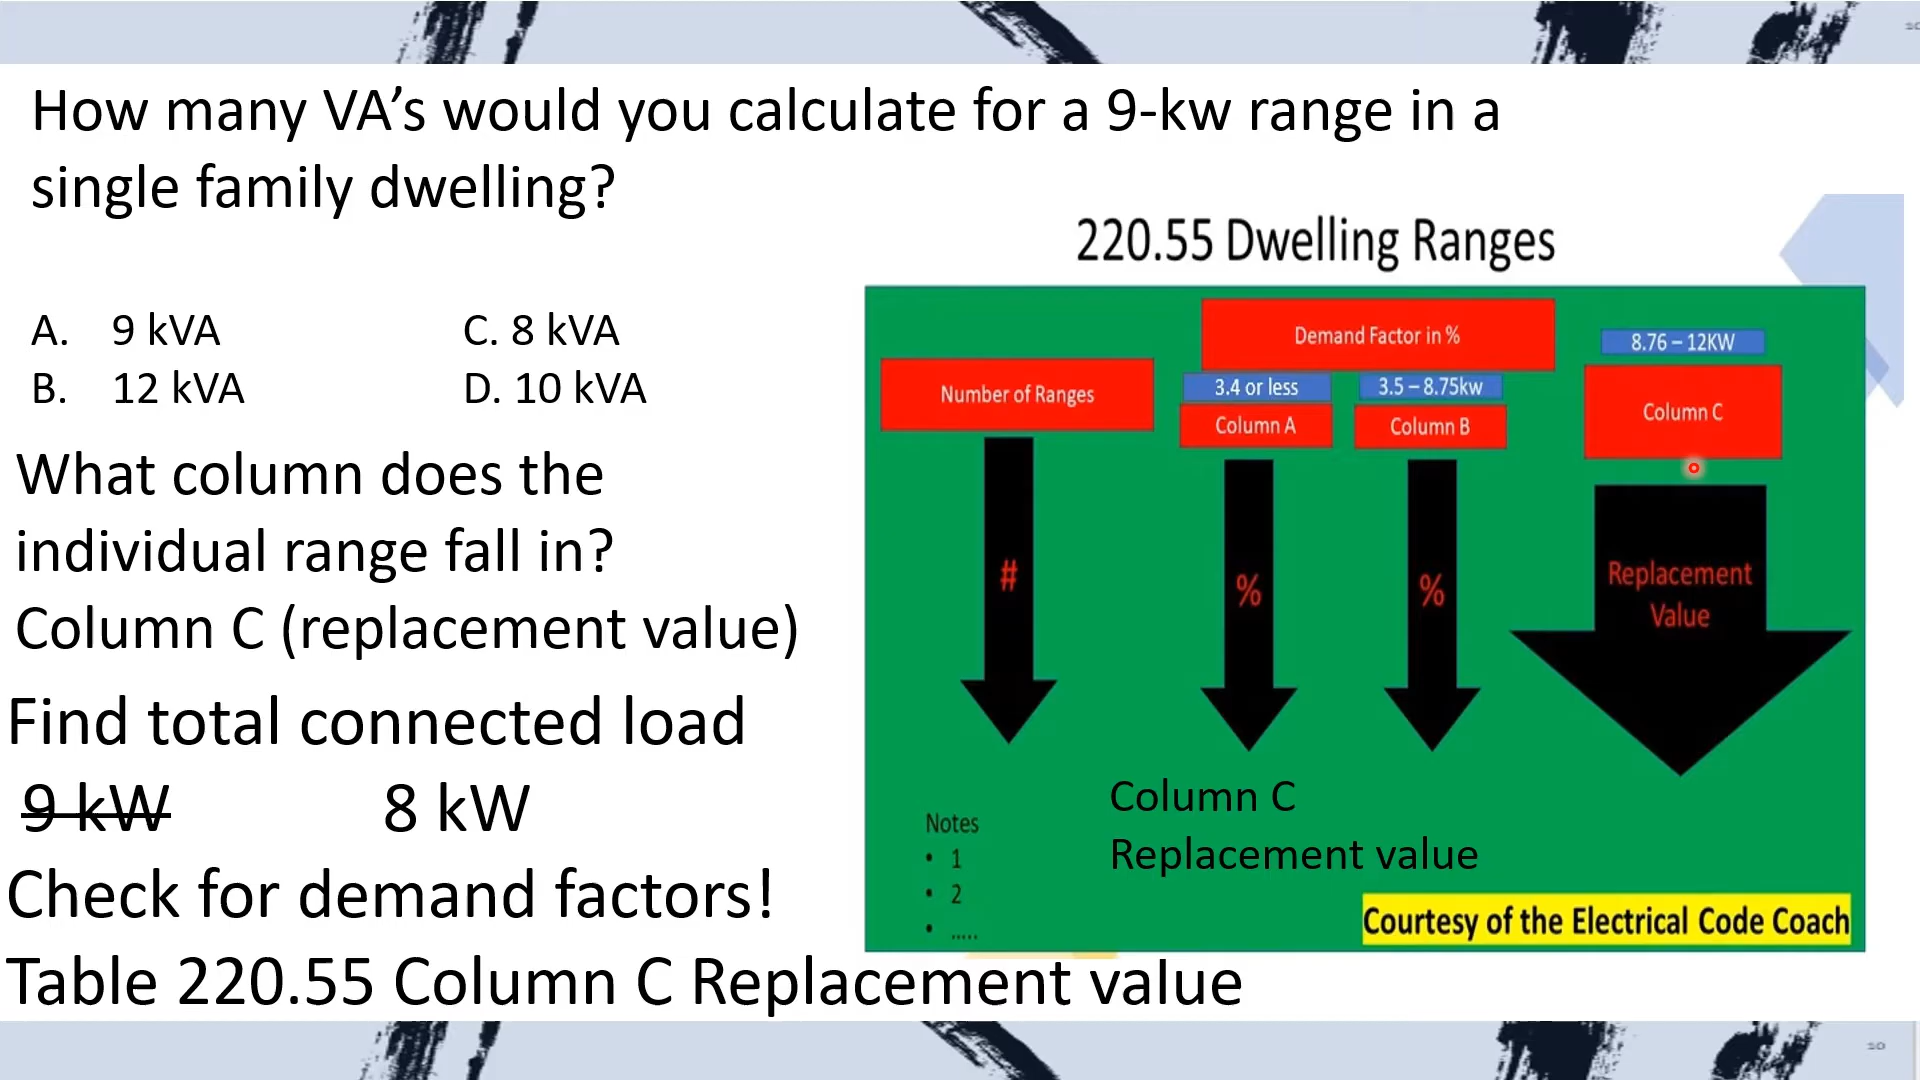 How many VA’s would you calculate for a 9-kw range in a
single family dwelling?
A. 9 kVA
C. 8 kVA
B. 12 kVA
D. 10 kVA
What column does the
individual range fall in?
Column C (replacement value)
Find total connected load
9 kW
8 kW
Check for demand factors!
Table 220.55 Column C Replacement value
220.55 Dwelling Ranges
Demand Factor in %
8.76 – 12KW
Number of Ranges
3.4 or less
3.5 – 8.75kw
Column A
Column B
Column C
#
%
%
Replacement
Value
Notes
• 1
• 2
• .....
Column C
Replacement value
Courtesy of the Electrical Code Coach
10